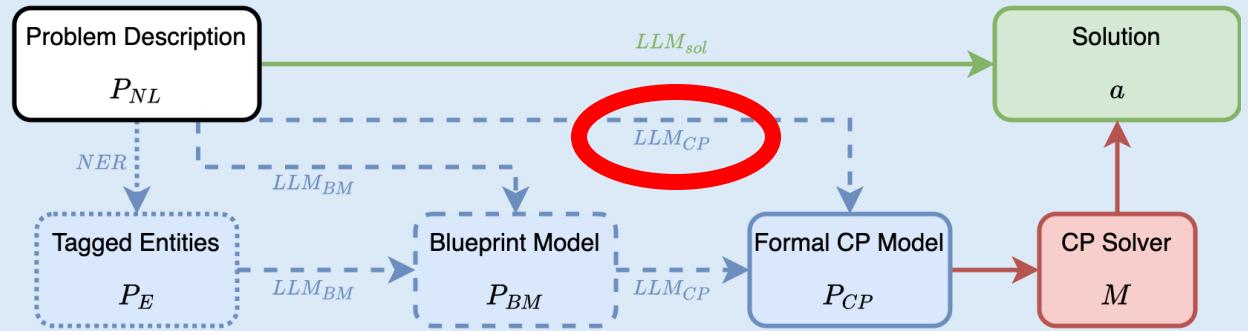 Problem Description
P_NL
LLM_sol
Solution
a
LLM_CP
NER
LLM_BM
Tagged Entities
P_E
LLM_BM
Blueprint Model
P_BM
LLM_CP
Formal CP Model
P_CP
CP Solver
M